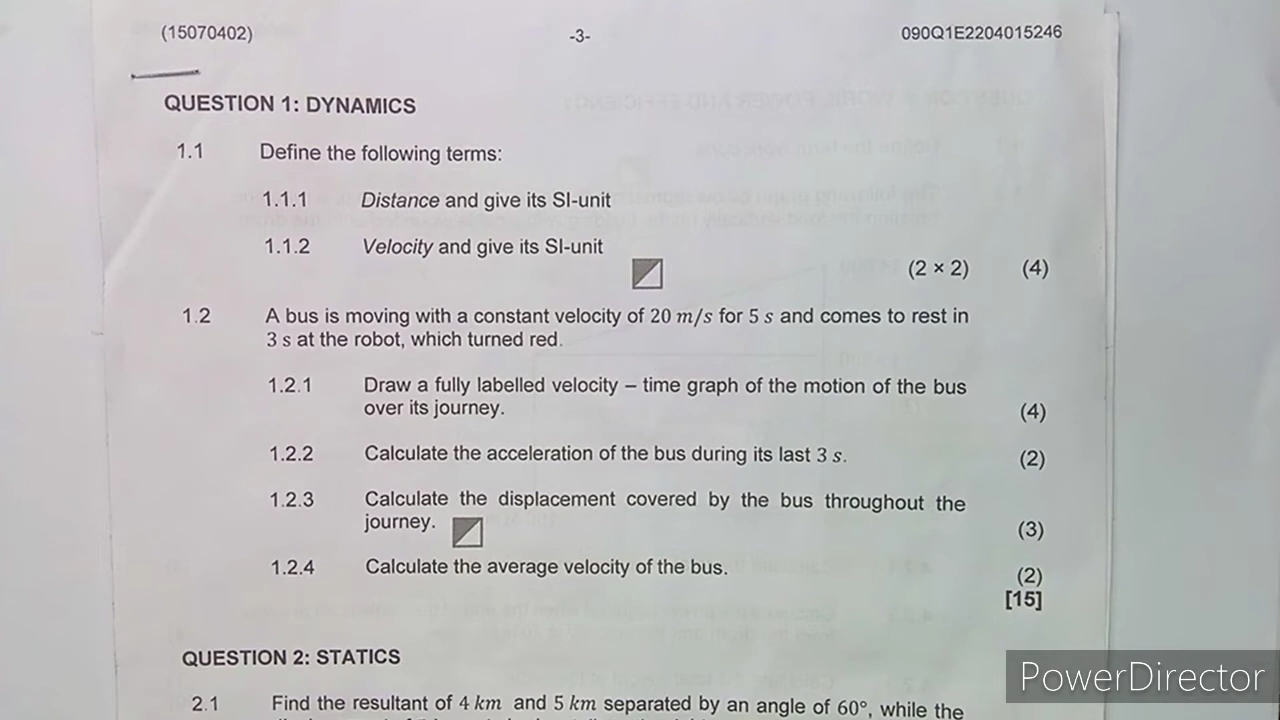 (15070402) -3- 090Q1E2204015246
QUESTION 1: DYNAMICS
1.1 Define the following terms:
1.1.1 Distance and give its SI-unit
1.1.2 Velocity and give its SI-unit
(2 × 2) (4)
1.2 A bus is moving with a constant velocity of 20 m/s for 5 s and comes to rest in
3 s at the robot, which turned red.
1.2.1 Draw a fully labelled velocity – time graph of the motion of the bus
over its journey. (4)
1.2.2 Calculate the acceleration of the bus during its last 3 s. (2)
1.2.3 Calculate the displacement covered by the bus throughout the
journey. (3)
1.2.4 Calculate the average velocity of the bus. (2)
[15]
QUESTION 2: STATICS
2.1 Find the resultant of 4 km and 5 km separated by an angle of 60°, while the
PowerDirector